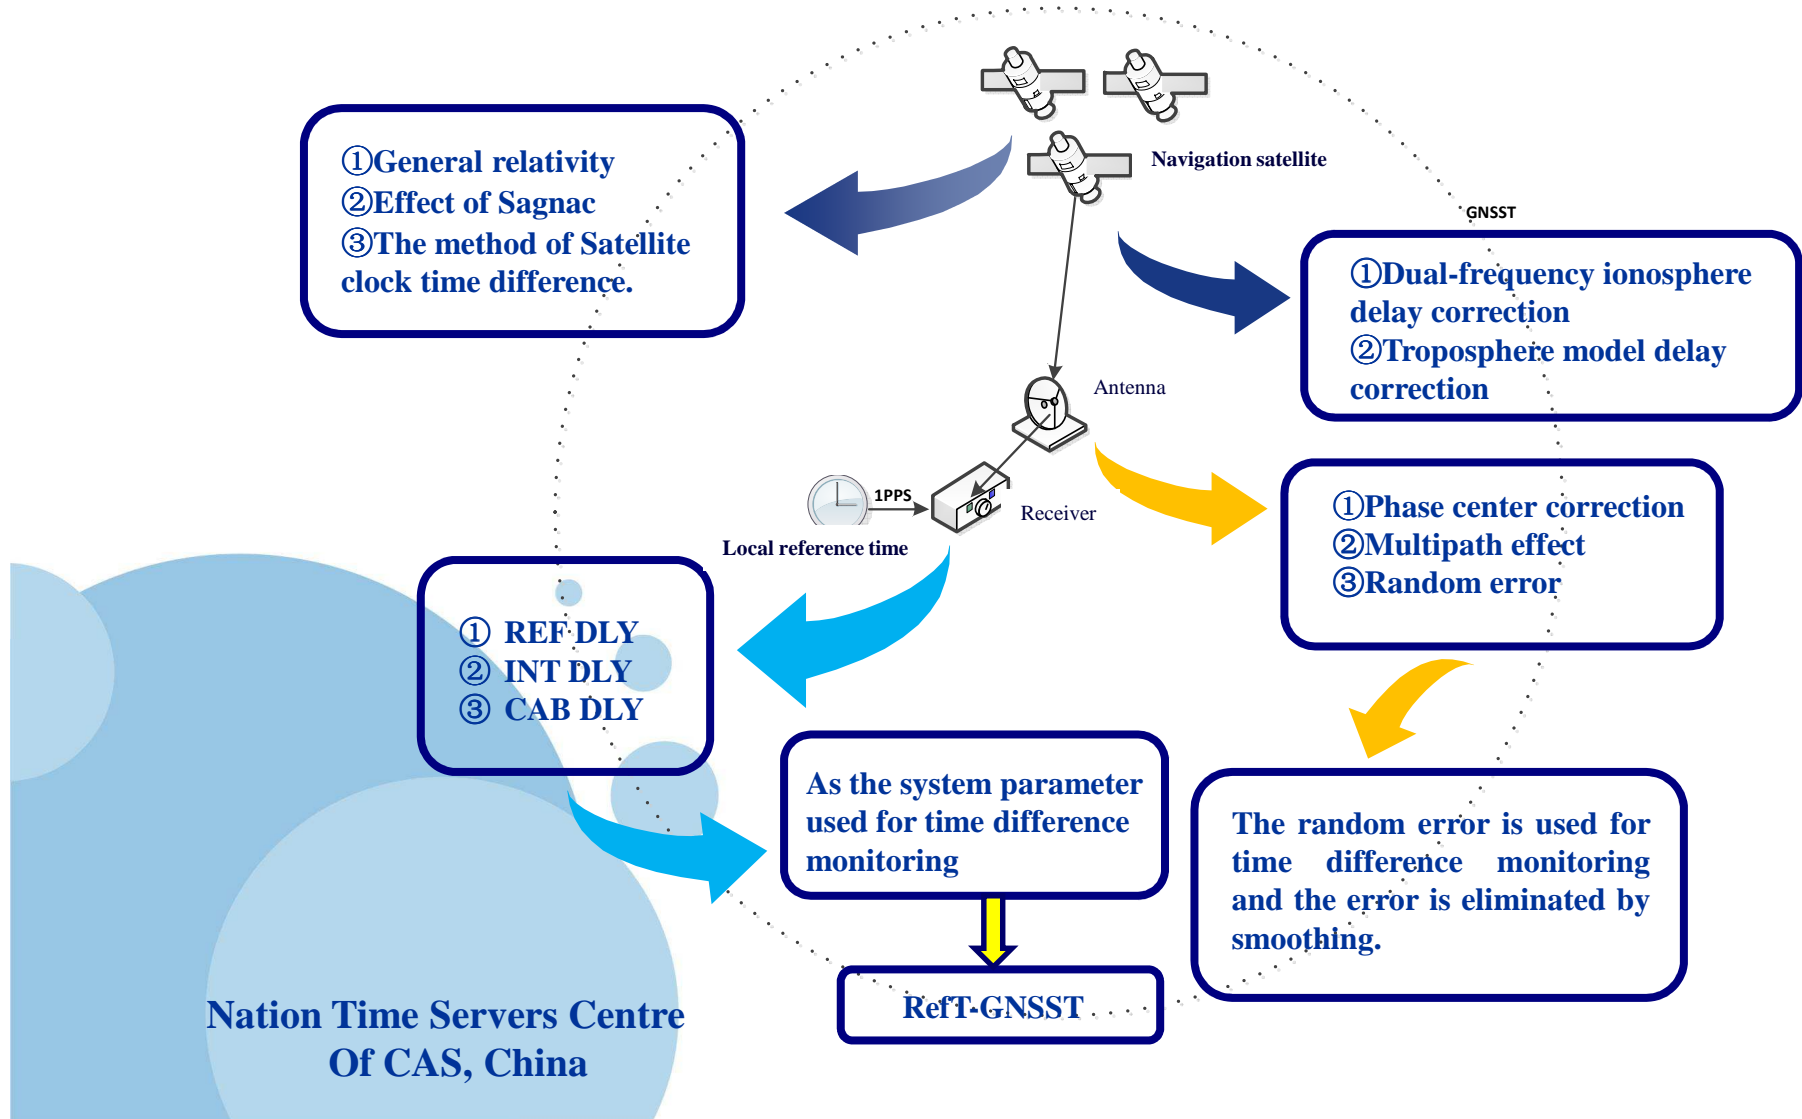 Navigation satellite
①General relativity
②Effect of Sagnac
③The method of Satellite
clock time difference.
GNSST
①Dual-frequency ionosphere
delay correction
②Troposphere model delay
correction
Antenna
1PPS
Receiver
Local reference time
①Phase center correction
②Multipath effect
③Random error
① REF DLY
② INT DLY
③ CAB DLY
As the system parameter
used for time difference
monitoring
The random error is used for
time difference monitoring
and the error is eliminated by
smoothing.
RefT-GNSST
Nation Time Servers Centre
Of CAS, China